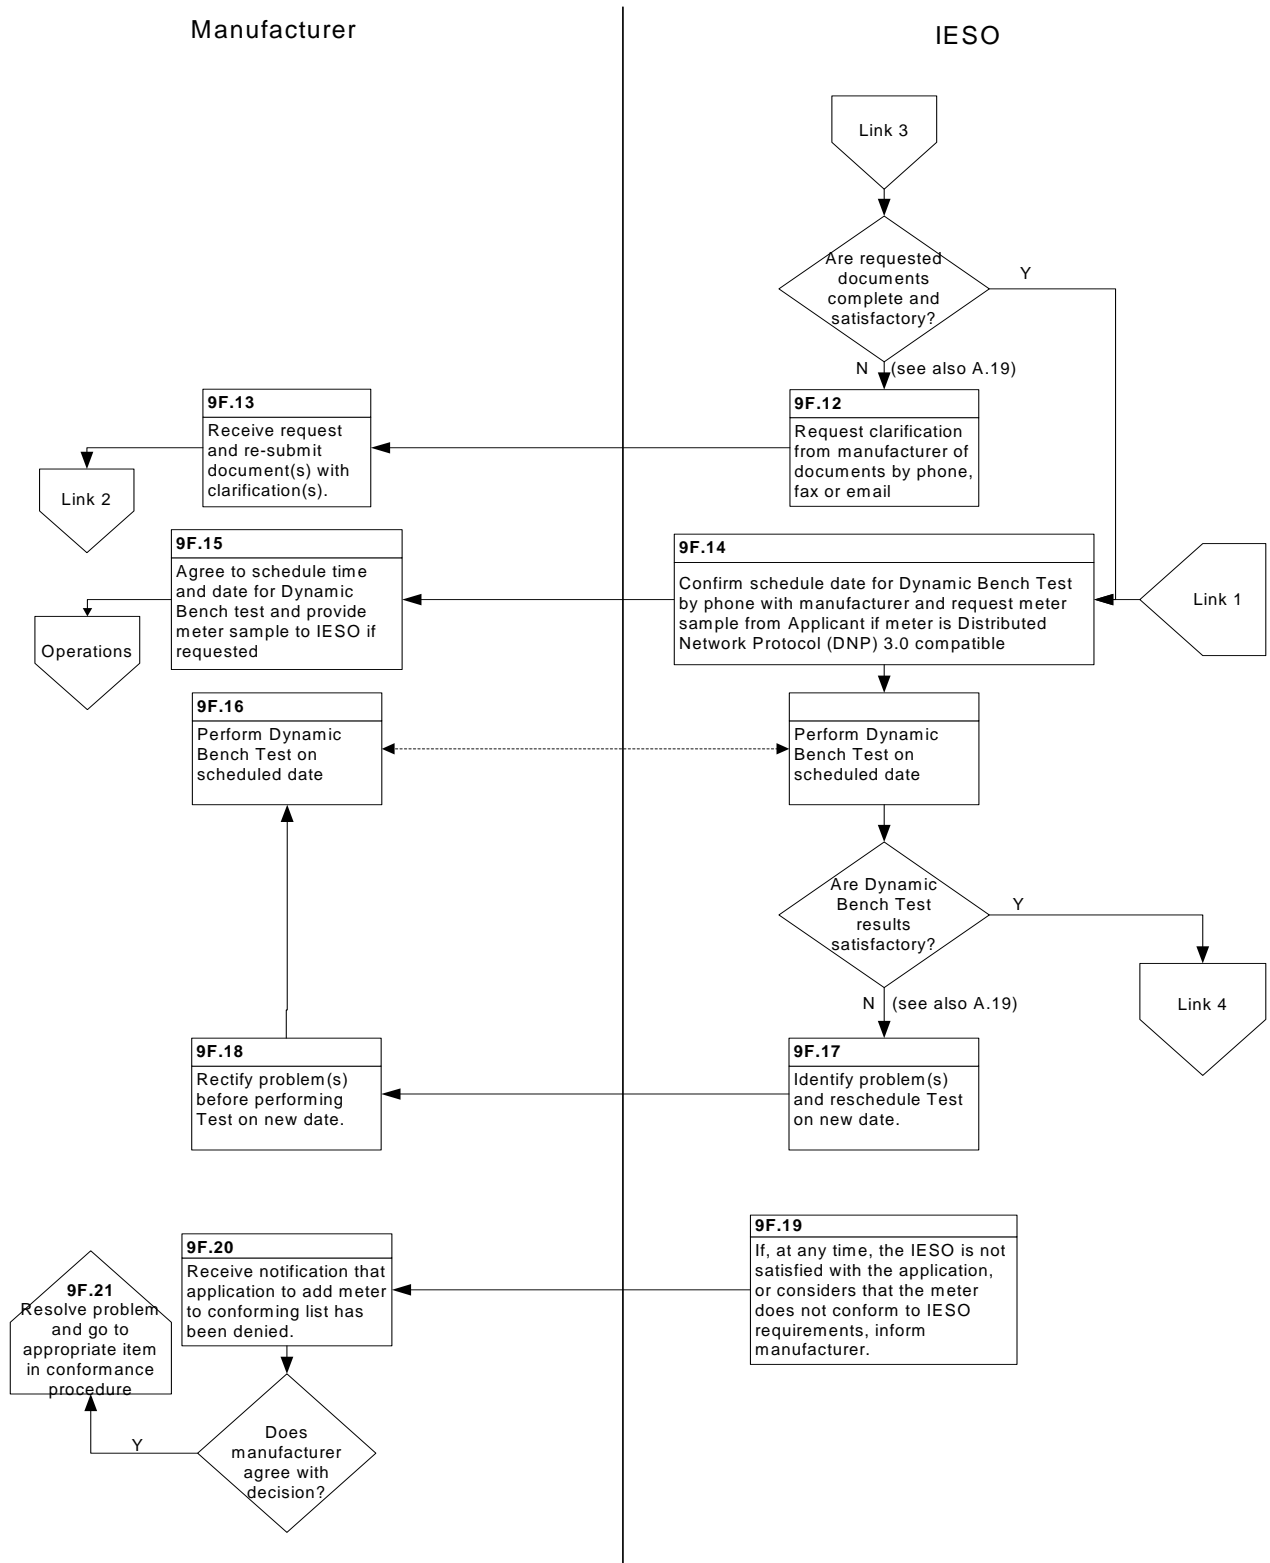 Manufacturer
IESO
Link 3
Are requested
documents
complete and
satisfactory?
Y
N
(see also A.19)
9F.13
Receive request
and re-submit
document(s) with
clarification(s).
9F.12
Request clarification
from manufacturer of
documents by phone,
fax or email
Link 2
9F.15
Agree to schedule time
and date for Dynamic
Bench test and provide
meter sample to IESO if
requested
9F.14
Confirm schedule date for Dynamic Bench Test
by phone with manufacturer and request meter
sample from Applicant if meter is Distributed
Network Protocol (DNP) 3.0 compatible
Link 1
Operations
9F.16
Perform Dynamic
Bench Test on
scheduled date
Perform Dynamic
Bench Test on
scheduled date
Are Dynamic
Bench Test
results
satisfactory?
Y
N
(see also A.19)
Link 4
9F.18
Rectify problem(s)
before performing
Test on new date.
9F.17
Identify problem(s)
and reschedule Test
on new date.
9F.19
If, at any time, the IESO is not
satisfied with the application,
or considers that the meter
does not conform to IESO
requirements, inform
manufacturer.
9F.20
Receive notification that
application to add meter
to conforming list has
been denied.
9F.21
Resolve problem
and go to
appropriate item
in conformance
procedure
Does
manufacturer
agree with
decision?
Y